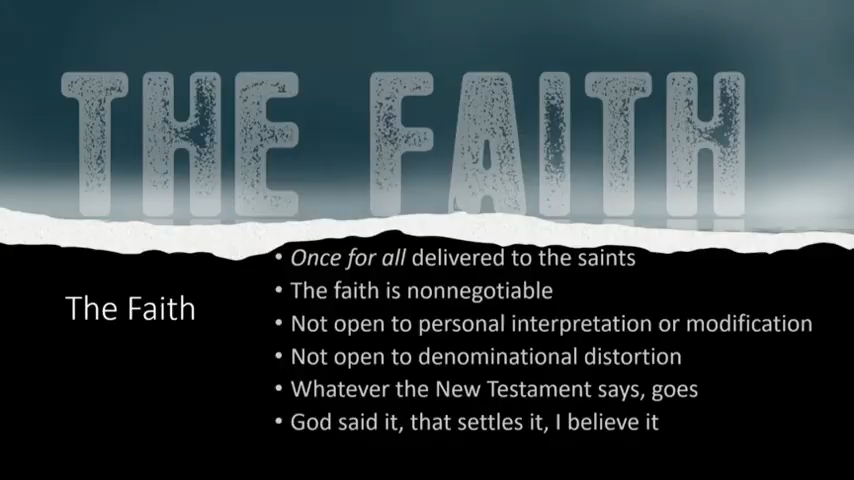 THE FAITH
The Faith
• Once for all delivered to the saints
• The faith is nonnegotiable
• Not open to personal interpretation or modification
• Not open to denominational distortion
• Whatever the New Testament says, goes
• God said it, that settles it, I believe it